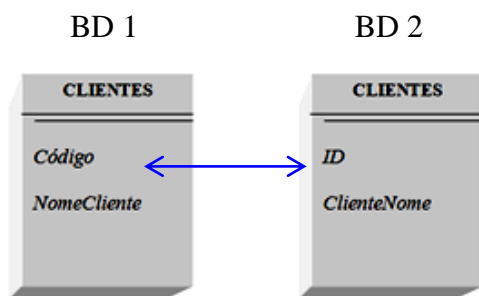 BD 1 BD 2
CLIENTES CLIENTES
Código ID
NomeCliente ClienteNome